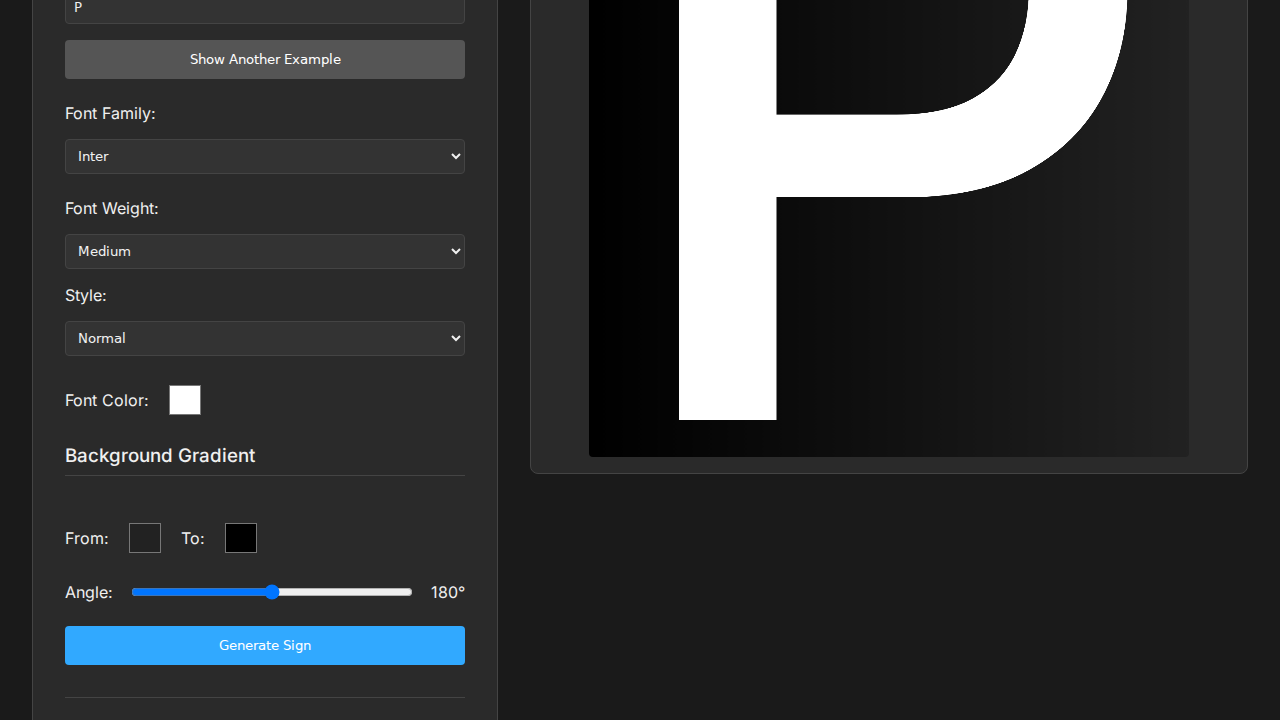 P
Show Another Example
Font Family:
Inter
Font Weight:
Medium
Style:
Normal
Font Color:
Background Gradient
From:
To:
Angle:
180°
Generate Sign
P